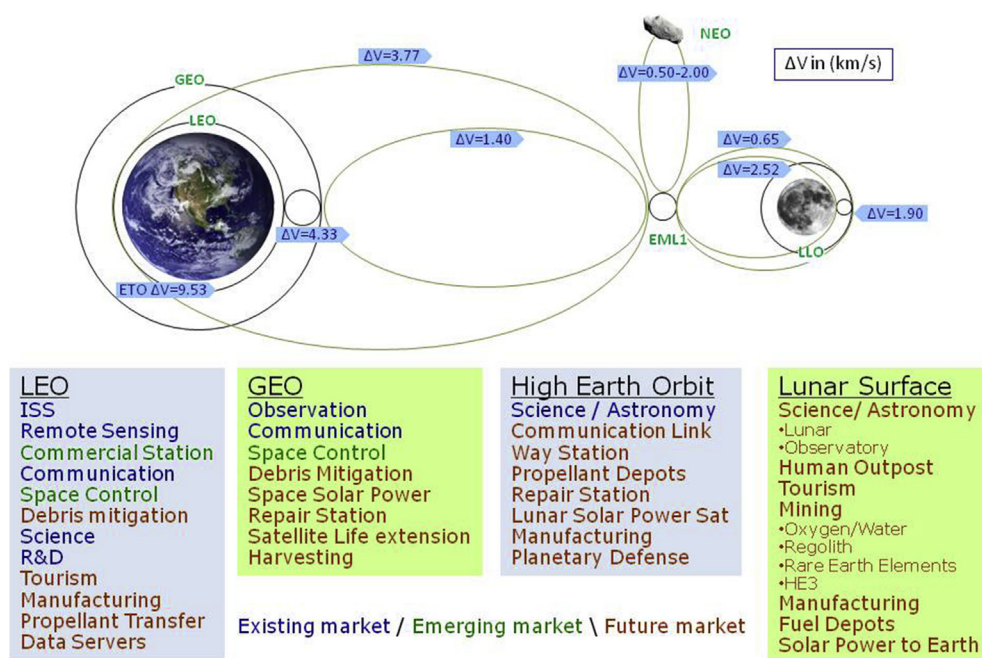 NEO
ΔV=3.77
ΔV=0.50-2.00
ΔV in (km/s)
GEO
LEO
ΔV=1.40
ΔV=0.65
ΔV=2.52
ΔV=1.90
ΔV=4.33
EML1
LLO
ETO ΔV=9.53
LEO
ISS
Remote Sensing
Commercial Station
Communication
Space Control
Debris mitigation
Science
R&D
Tourism
Manufacturing
Propellant Transfer
Data Servers
GEO
Observation
Communication
Space Control
Debris Mitigation
Space Solar Power
Repair Station
Satellite Life extension
Harvesting
High Earth Orbit
Science / Astronomy
Communication Link
Way Station
Propellant Depots
Repair Station
Lunar Solar Power Sat
Manufacturing
Planetary Defense
Lunar Surface
Science/ Astronomy
•Lunar
•Observatory
Human Outpost
Tourism
Mining
•Oxygen/Water
•Regolith
•Rare Earth Elements
•HE3
Manufacturing
Fuel Depots
Solar Power to Earth
Existing market / Emerging market \ Future market